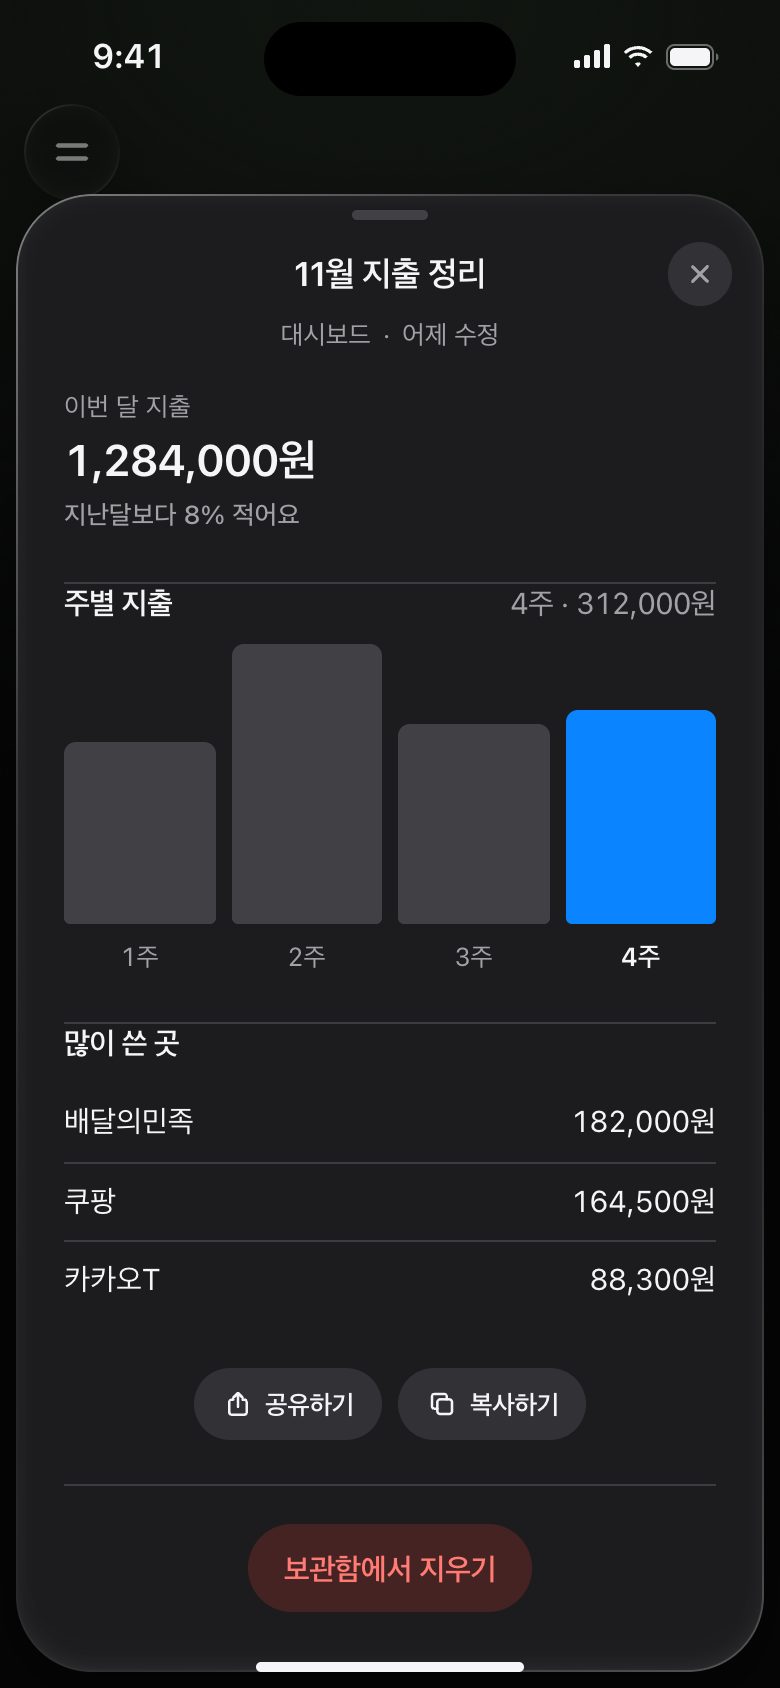 9:41
11월 지출 정리
대시보드 · 어제 수정
이번 달 지출
1,284,000원
지난달보다 8% 적어요
주별 지출 4주 · 312,000원
1주 2주 3주 4주
많이 쓴 곳
배달의민족 182,000원
쿠팡 164,500원
카카오T 88,300원
공유하기 복사하기
보관함에서 지우기